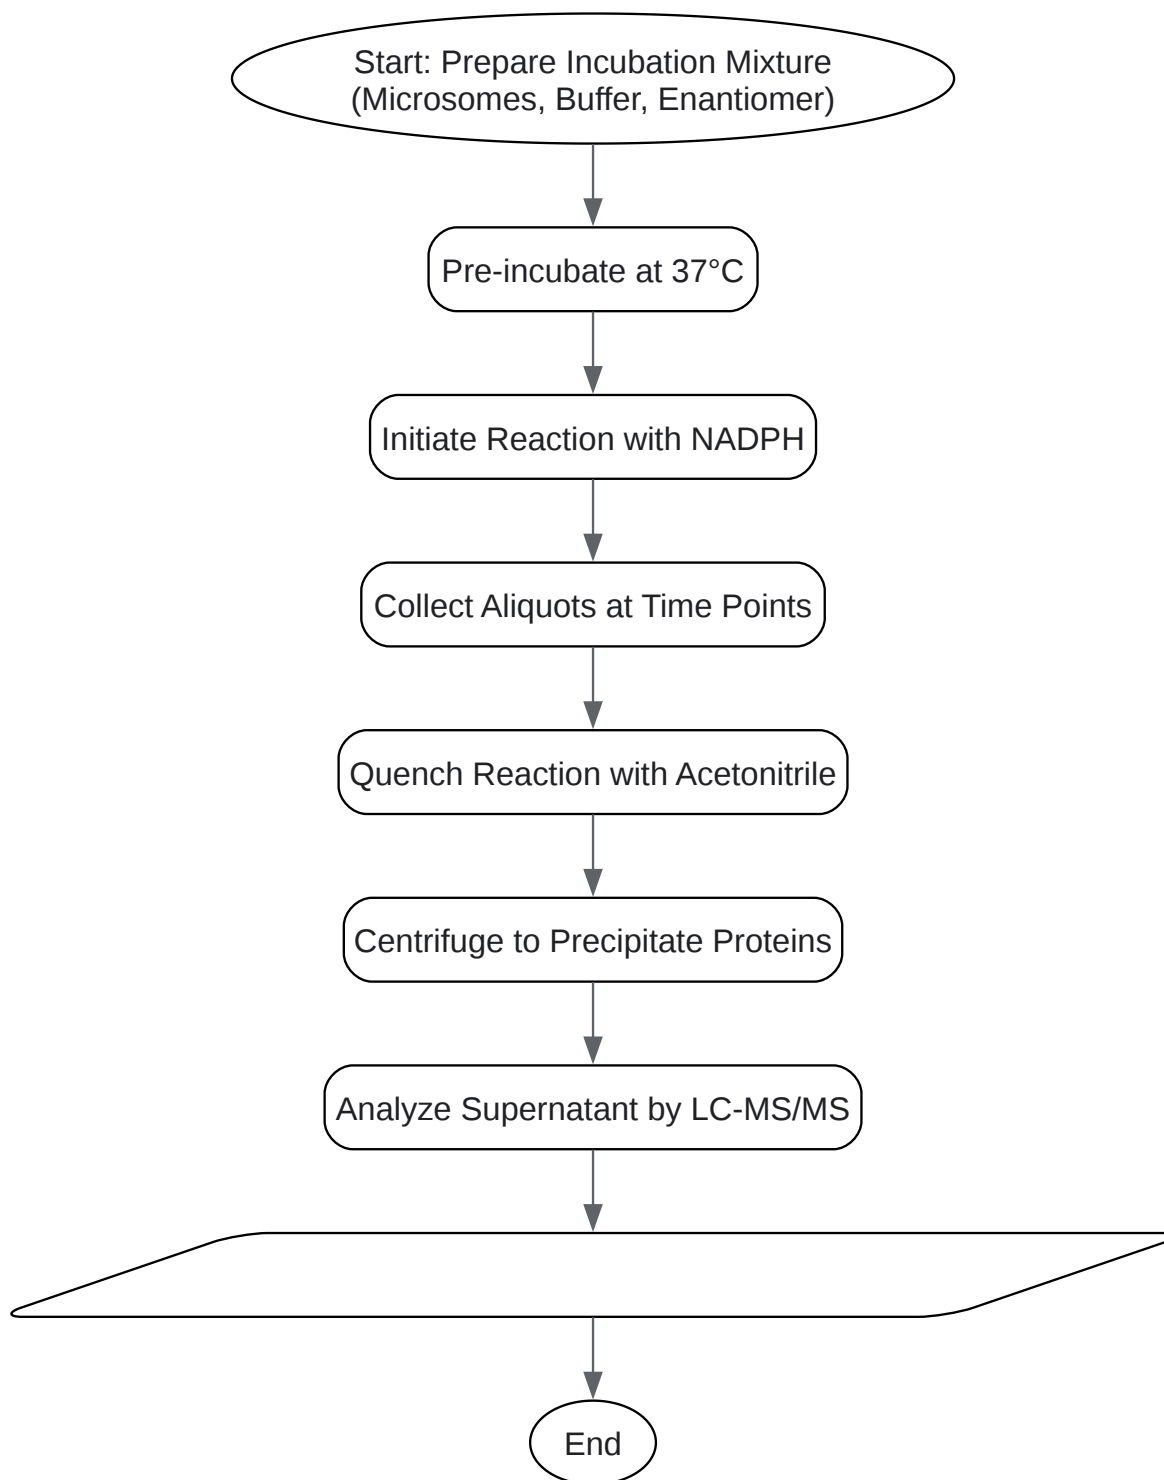 Start: Prepare Incubation Mixture
(Microsomes, Buffer, Enantiomer)
Pre-incubate at 37°C
Initiate Reaction with NADPH
Collect Aliquots at Time Points
Quench Reaction with Acetonitrile
Centrifuge to Precipitate Proteins
Analyze Supernatant by LC-MS/MS
End